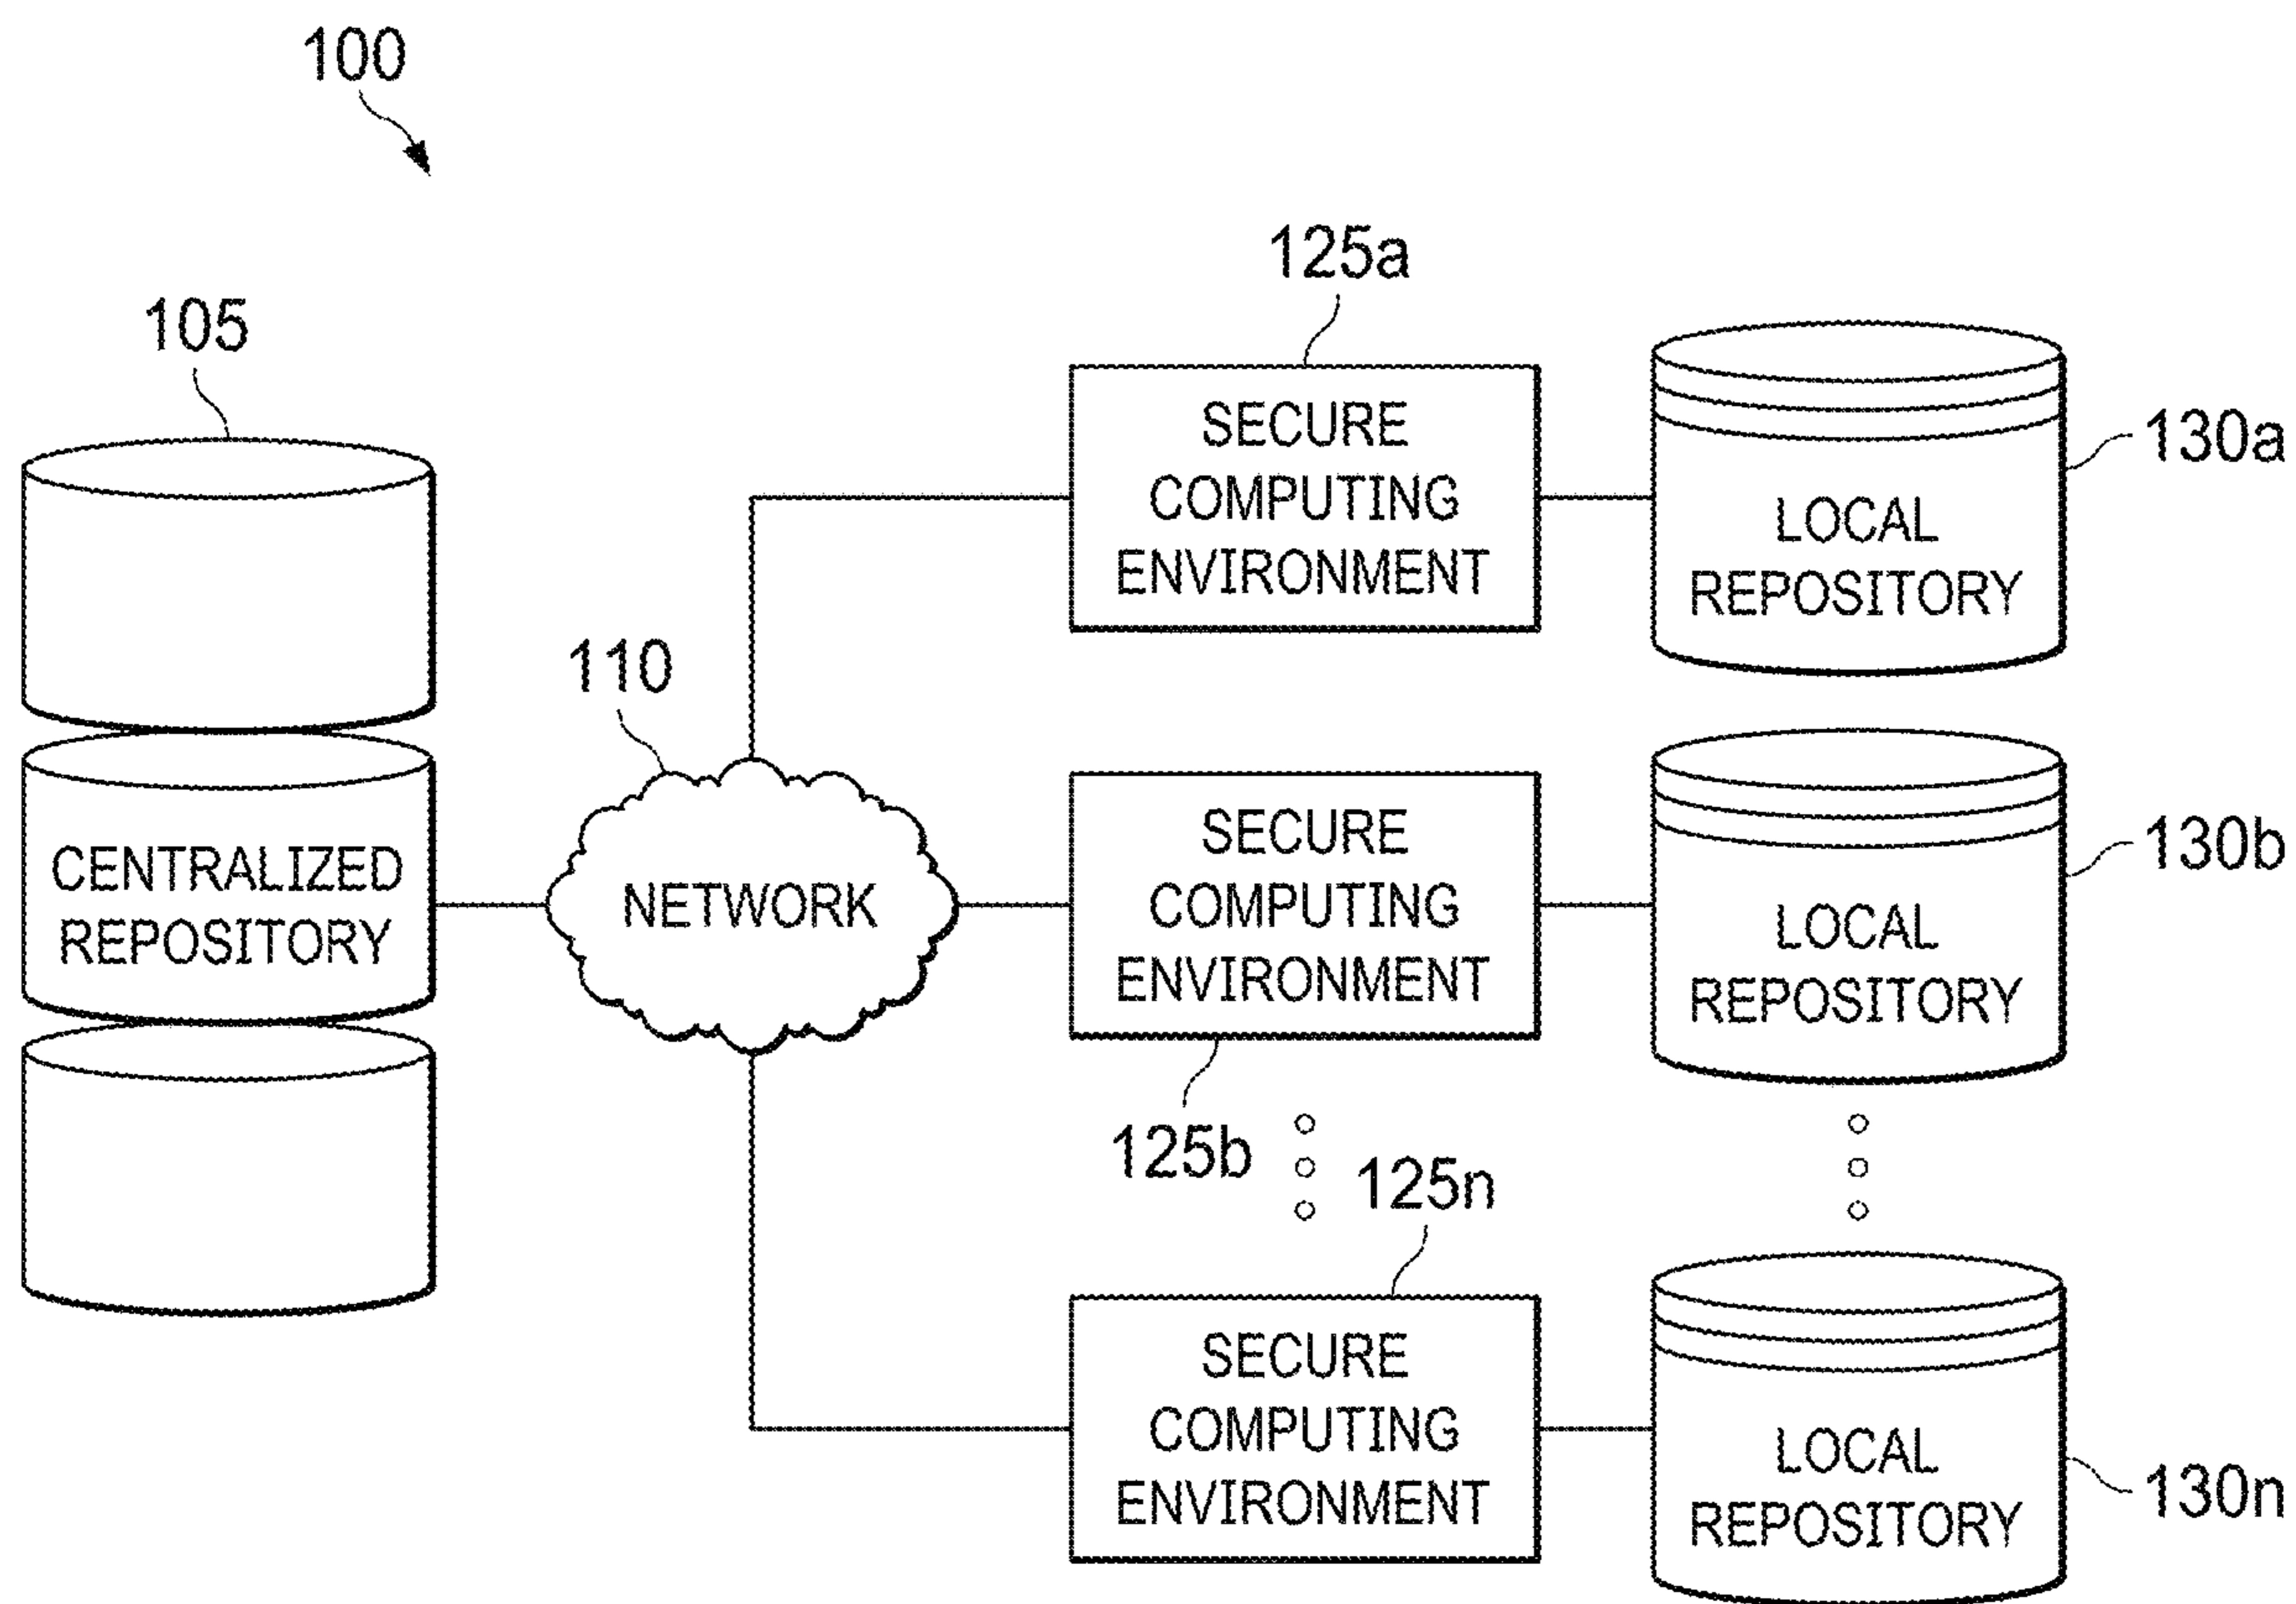 100
105
CENTRALIZED
REPOSITORY
110
NETWORK
125a
SECURE
COMPUTING
ENVIRONMENT
LOCAL
REPOSITORY
130a
SECURE
COMPUTING
ENVIRONMENT
125b
LOCAL
REPOSITORY
130b
125n
SECURE
COMPUTING
ENVIRONMENT
LOCAL
REPOSITORY
130n